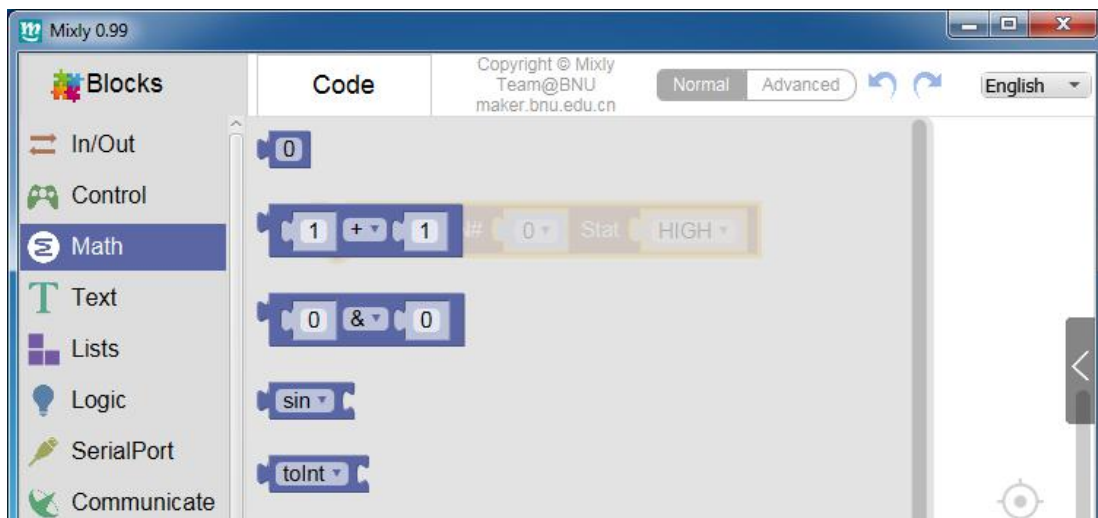 Mixly 0.99
Blocks
Code
Copyright © Mixly
Team@BNU
maker.bnu.edu.cn
Normal
Advanced
English
In/Out
Control
Math
Text
Lists
Logic
SerialPort
Communicate
0
1 + 1
# 0 Stat HIGH
0 & 0
sin
toInt